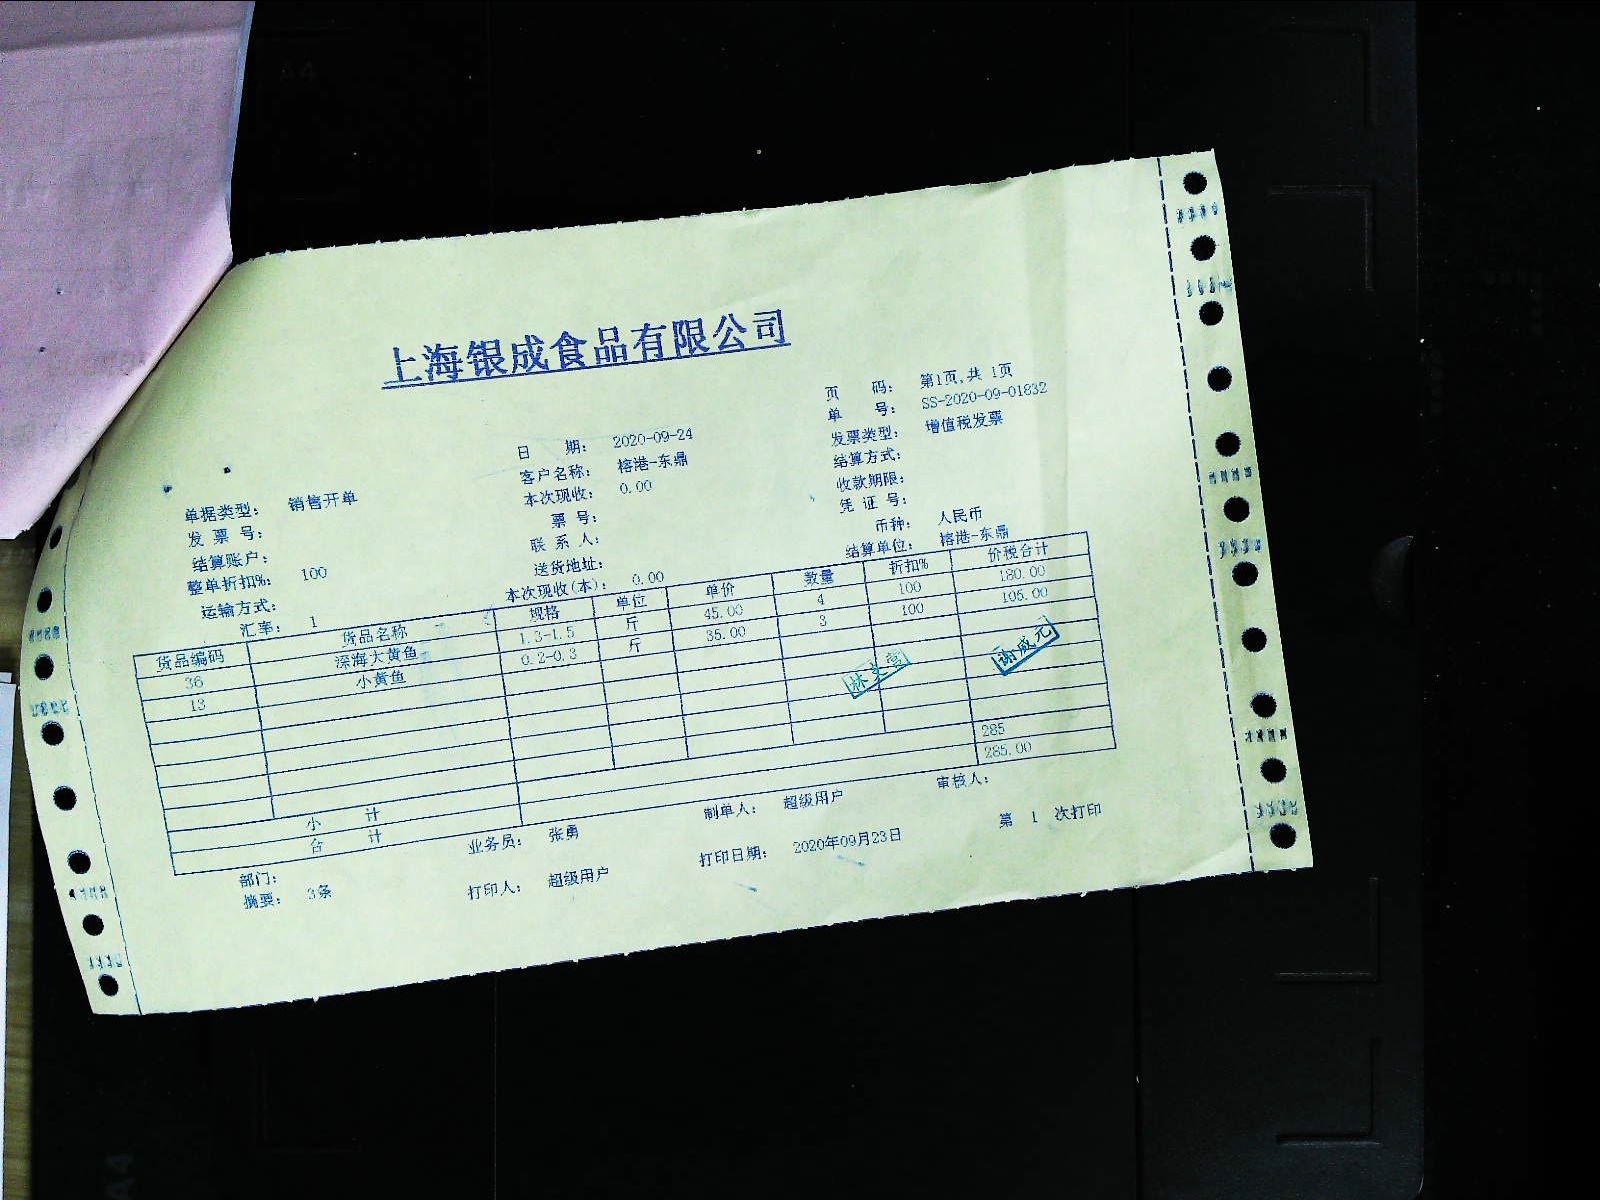 上海银成食品有限公司
页 码： 第1页,共 1页
单 号： SS-2020-09-01832
日 期： 2020-09-24 发票类型： 增值税发票
客户名称： 榕港-东鼎 结算方式：
单据类型： 销售开单 本次现收： 0.00 收款期限：
发 票 号： 票 号： 凭 证 号：
结算账户： 联 系 人： 币种： 人民币
整单折扣%： 100 送货地址： 结算单位： 榕港-东鼎
运输方式： 本次现收(本)： 0.00
汇率： 1
货品编码 货品名称 规格 单位 单价 数量 折扣% 价税合计
36 深海大黄鱼 1.3-1.5 斤 45.00 4 100 180.00
13 小黄鱼 0.2-0.3 斤 35.00 3 100 105.00
谢成元
小 计 285
合 计 285.00
部门： 业务员： 张勇 制单人： 超级用户 审核人：
摘要： 3条 打印人： 超级用户 打印日期： 2020年09月23日 第 1 次打印
A4